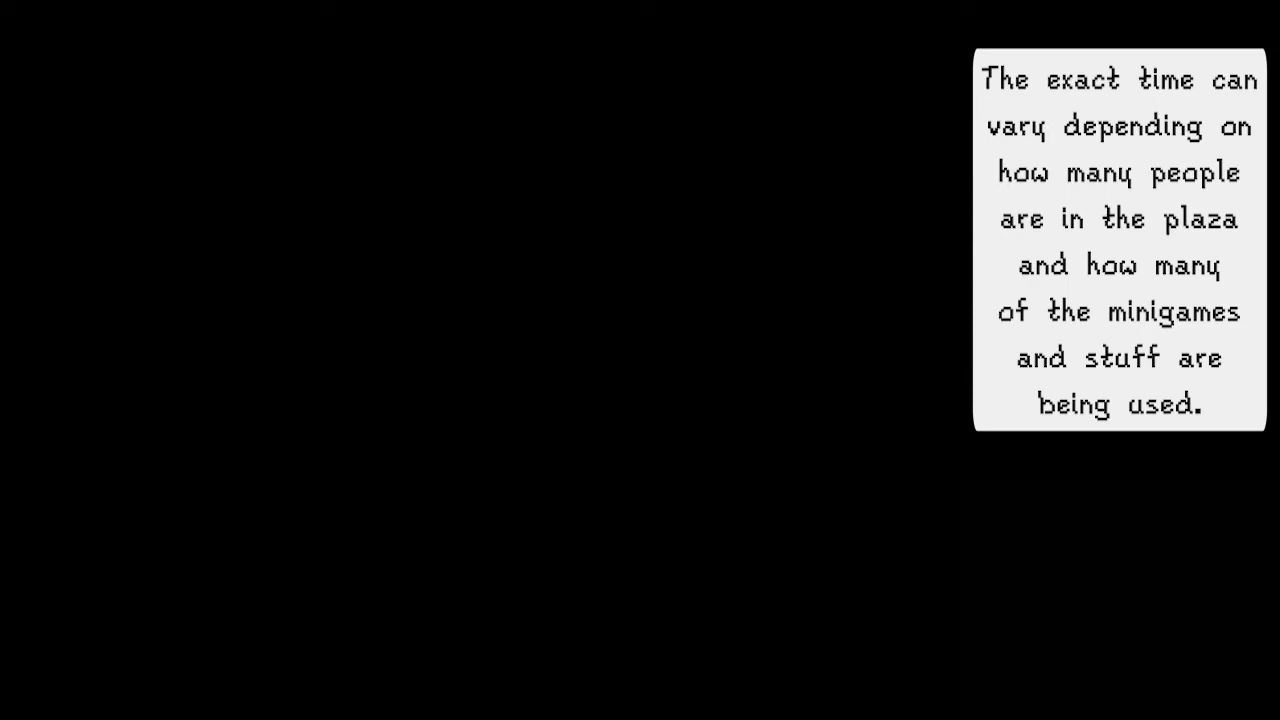 The exact time can
vary depending on
how many people
are in the plaza
and how many
of the minigames
and stuff are
being used.